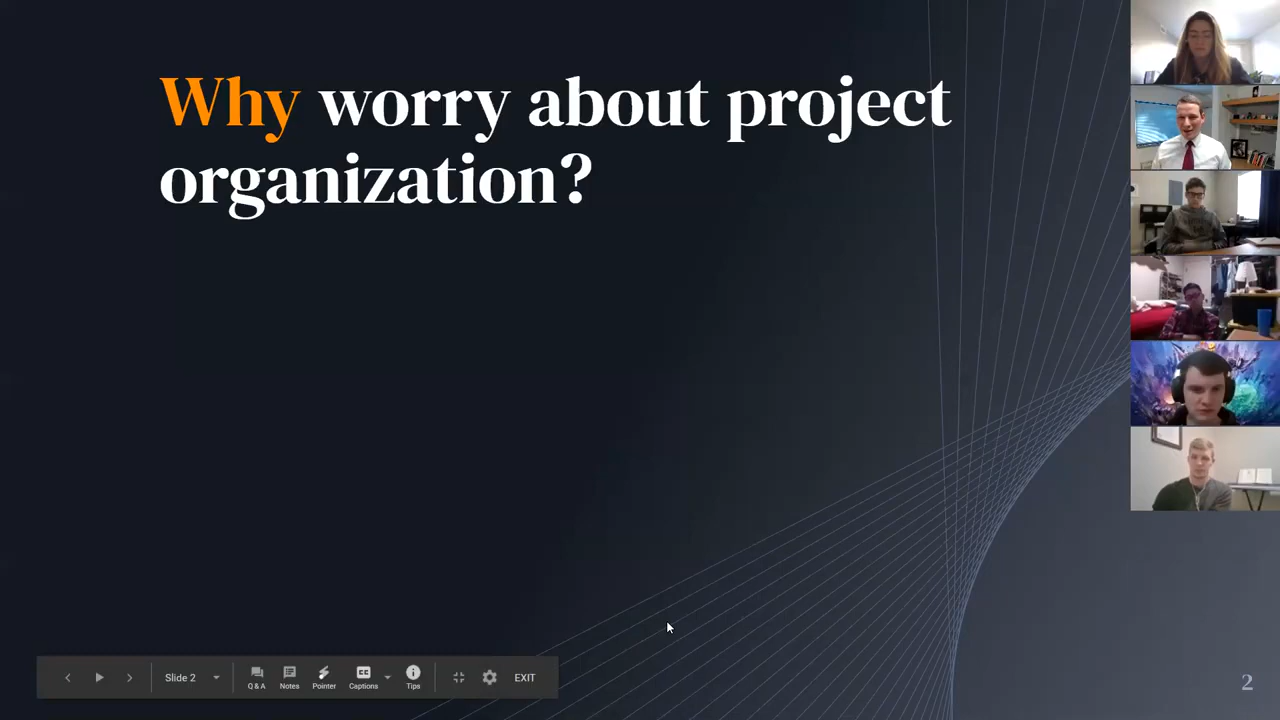 Why worry about project
organization?
Slide 2
Q & A
Notes
Pointer
Captions
Tips
EXIT
2